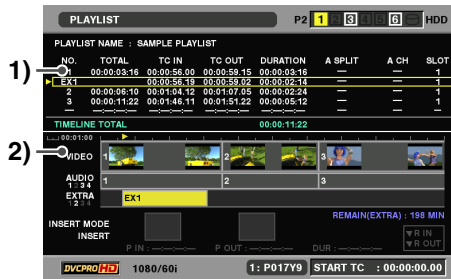 PLAYLIST P2 1 3 6 HDD
PLAYLIST NAME : SAMPLE PLAYLIST
NO. TOTAL TC IN TC OUT DURATION A SPLIT A CH SLOT
1) 1 00:00:03:16 00:00:56.00 00:00:59.15 00:00:03:16 — — 1
EX1 00:00:56.19 00:00:59.02 00:00:02:14 — — 1
2 00:00:06:10 00:01:04.12 00:01:07.05 00:00:02:24 — — 1
3 00:00:11:22 00:01:46.11 00:01:51.22 00:00:05:12 — — 1
—:—:—:— —:—:—:— —:—:—:— —:—:—:— — —
TIMELINE TOTAL 00:00:11:22
00:01:00
2) VIDEO 1 2 3
AUDIO 1 2 3
1 2 3 4
EXTRA EX1
1 2 3 4
REMAIN(EXTRA) : 198 MIN
INSERT MODE
INSERT
▼R IN
▼R OUT
P IN : —:—:—:— P OUT : —:—:—:— DUR : —:—:—:—
DVCPRO HD 1080/60i 1: P017Y9 START TC : 00:00:00.00